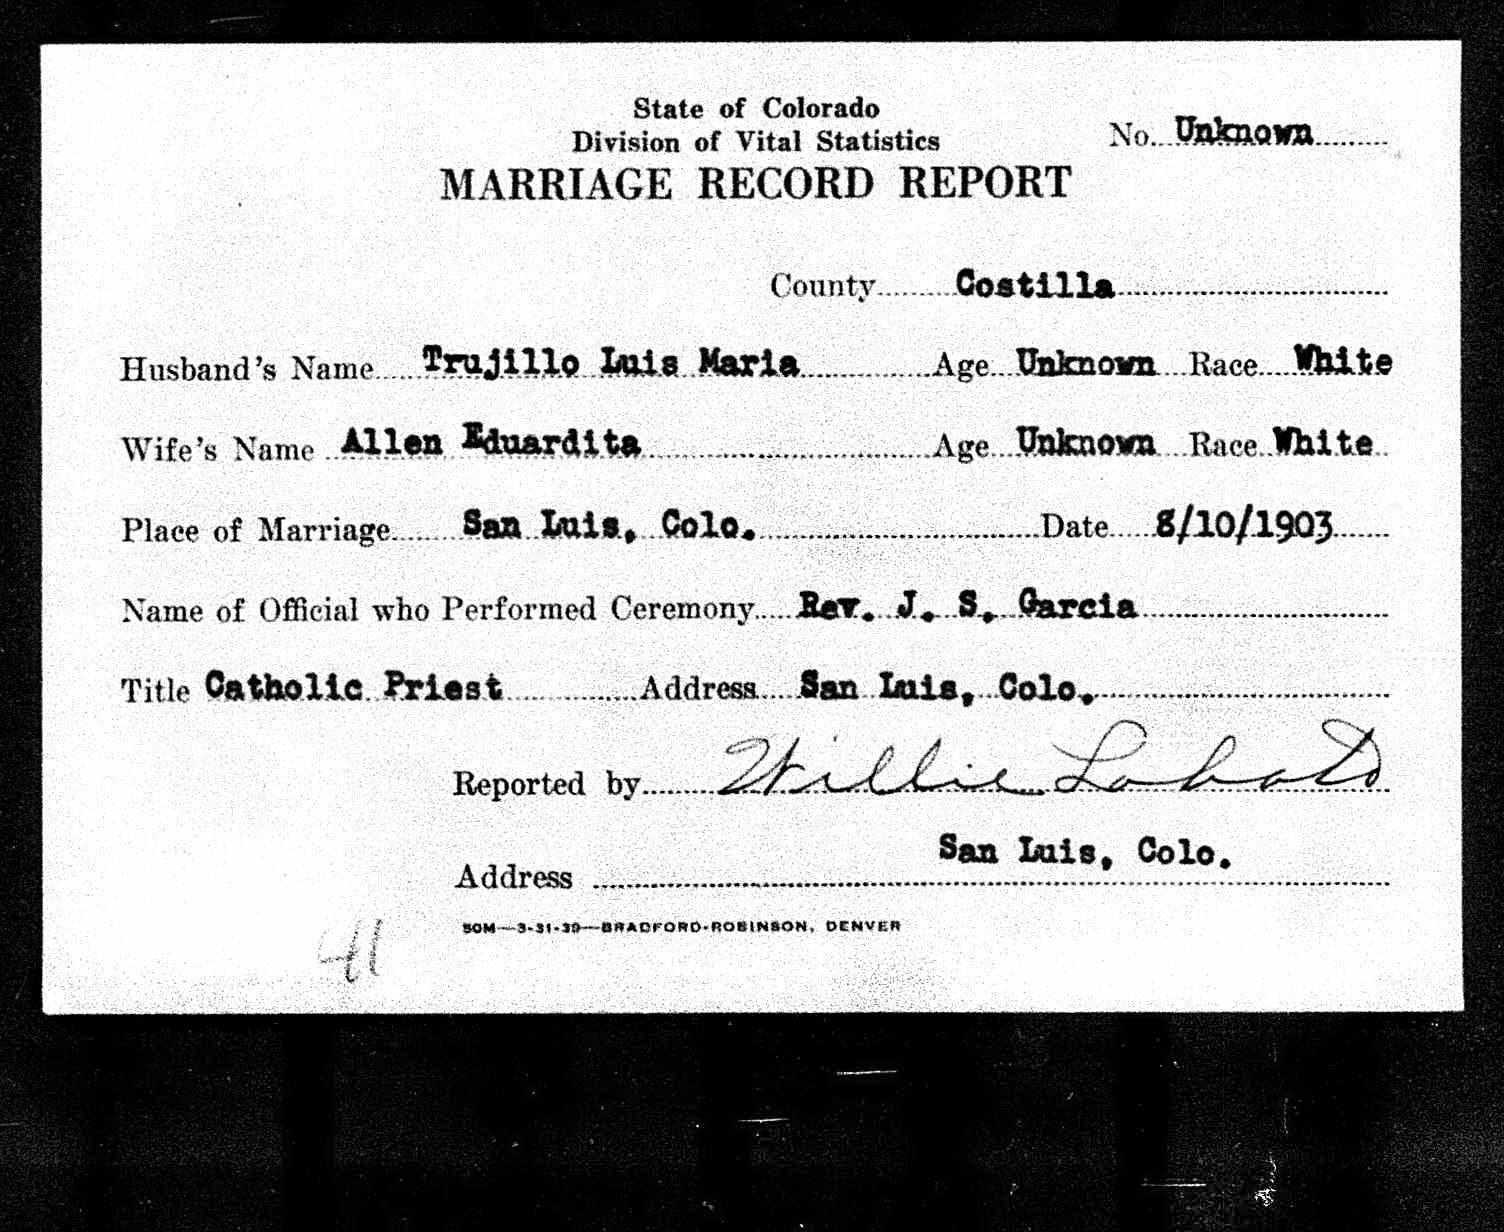 State of Colorado
Division of Vital Statistics
No. Unknown
MARRIAGE RECORD REPORT
County Costilla
Husband's Name Trujillo Luis Maria Age Unknown Race White
Wife's Name Allen Eduardita Age Unknown Race White
Place of Marriage San Luis, Colo. Date 8/10/1903
Name of Official who Performed Ceremony Rev. J. S. Garcia
Title Catholic Priest Address San Luis, Colo.
Reported by Willie Lobato
Address San Luis, Colo.
50M—3-31-39—BRADFORD-ROBINSON, DENVER
41